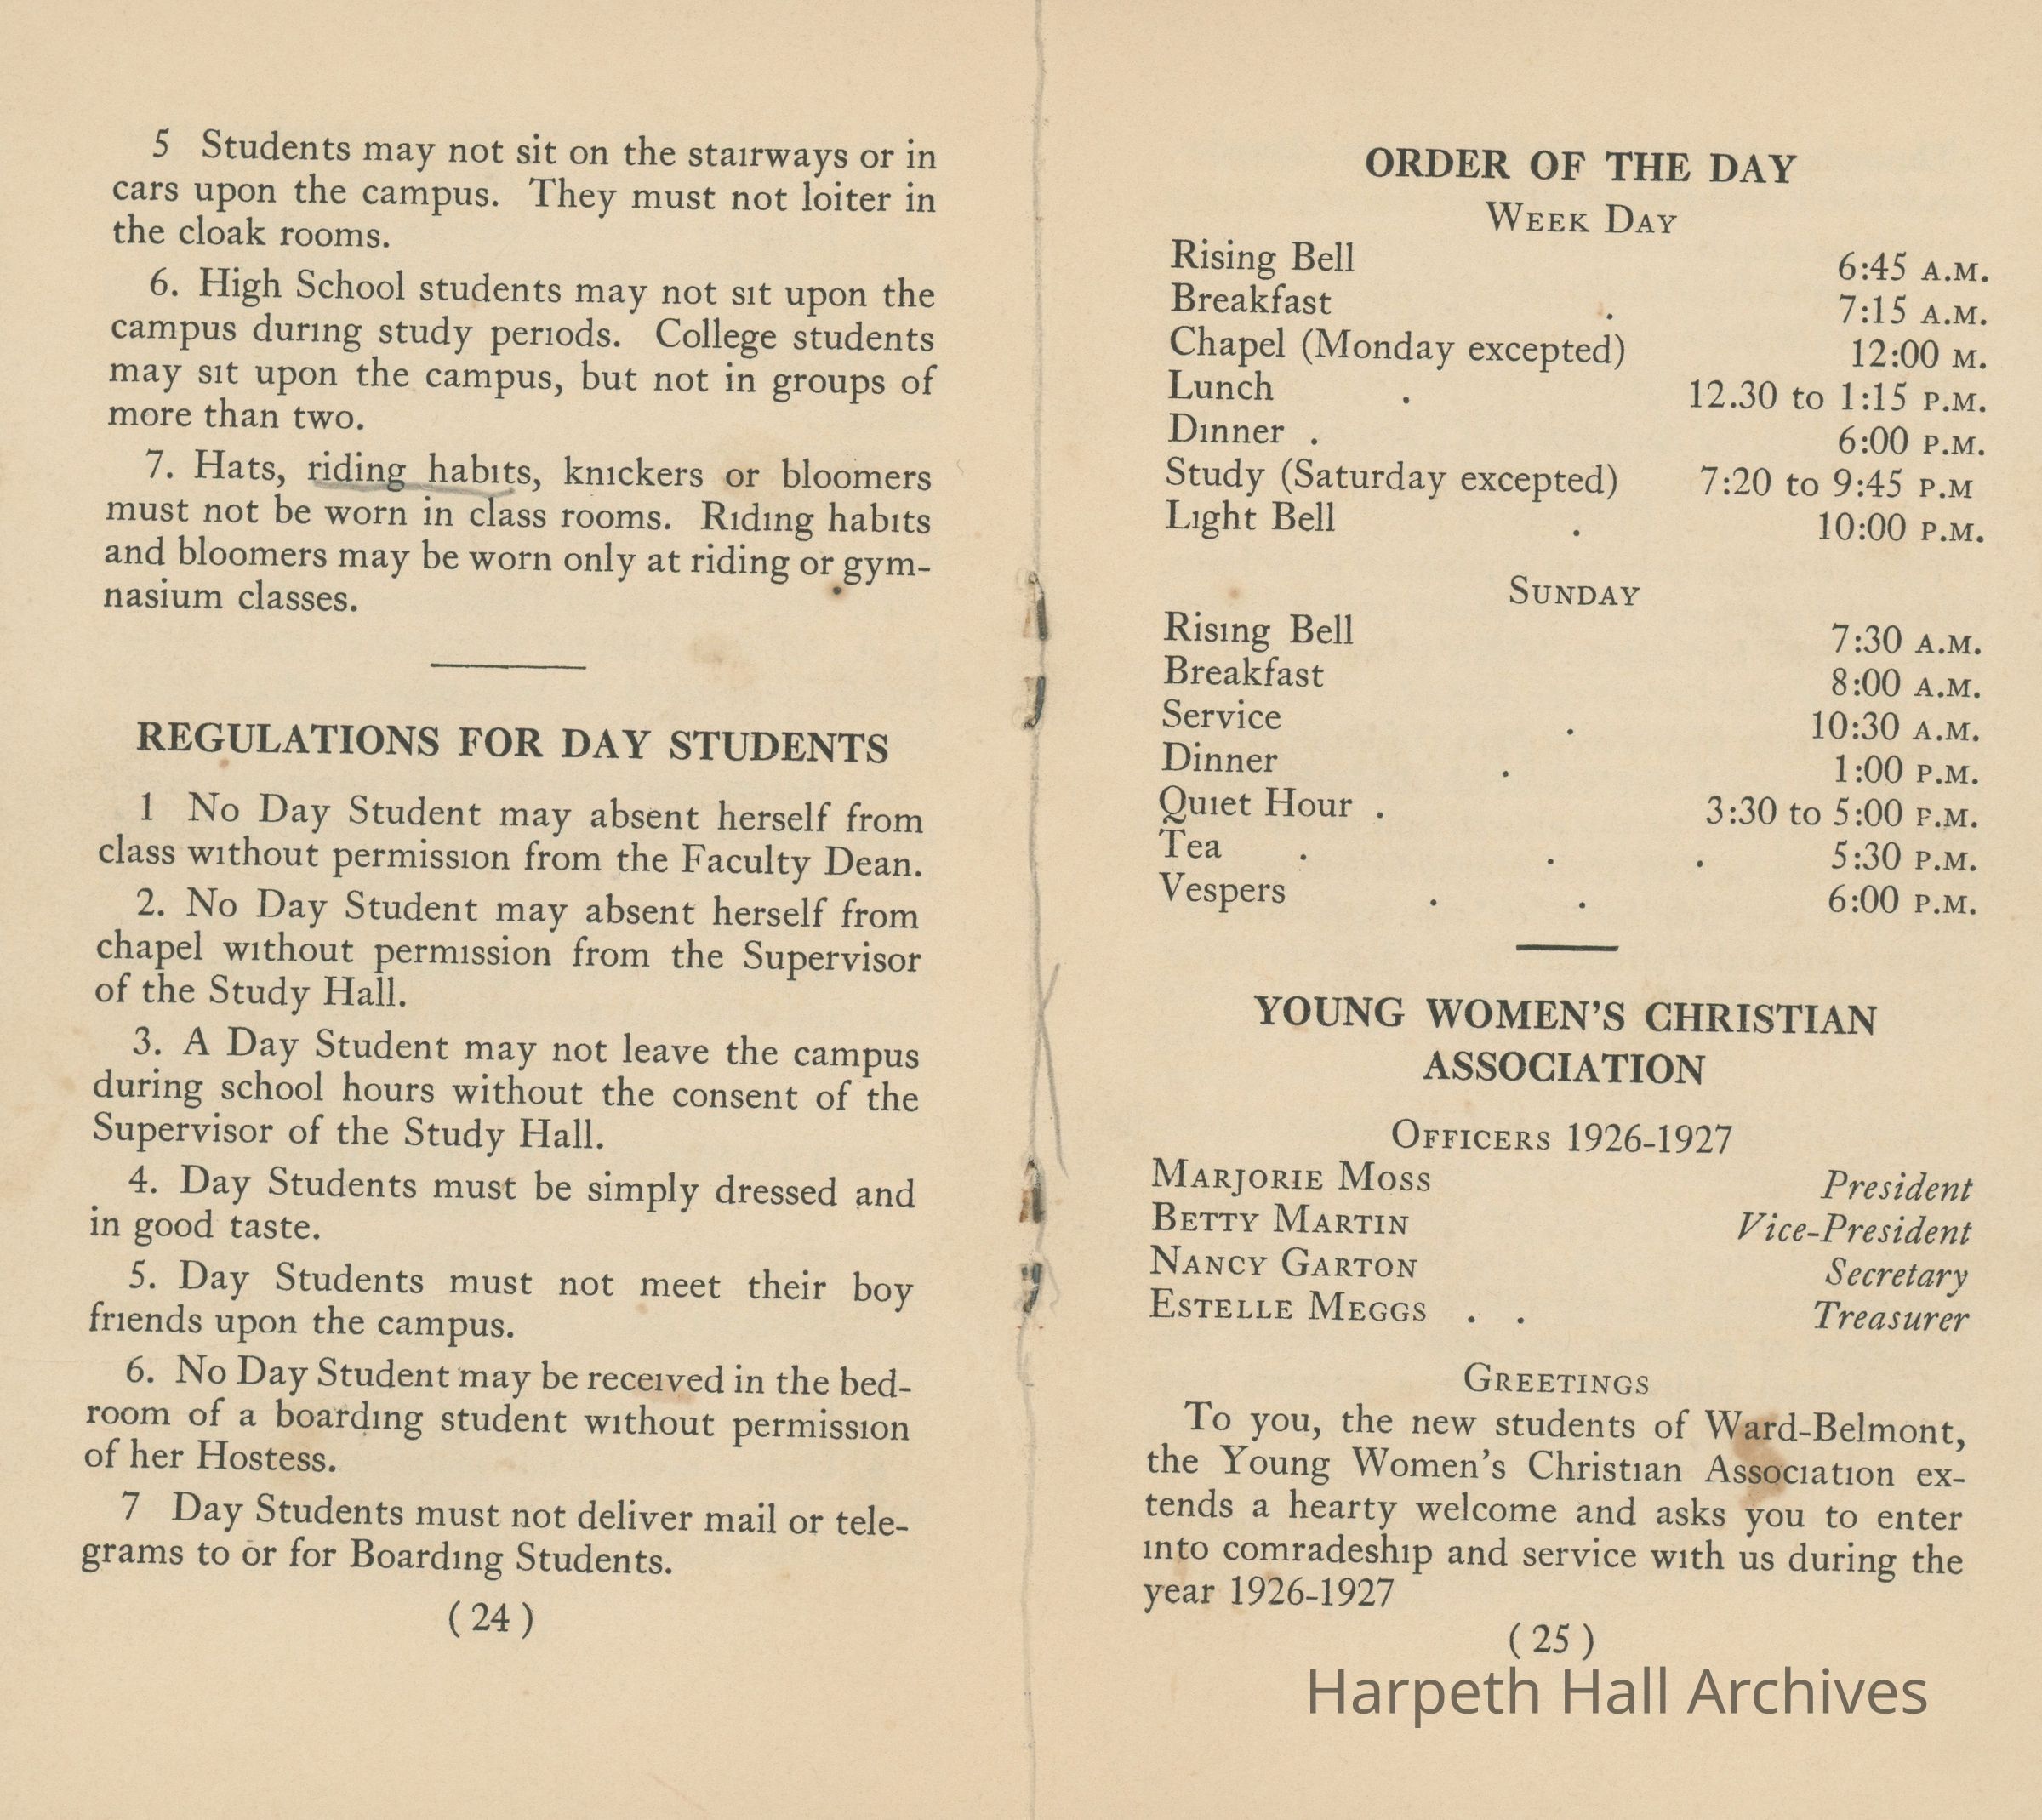 5 Students may not sit on the stairways or in
cars upon the campus. They must not loiter in
the cloak rooms.
6. High School students may not sit upon the
campus during study periods. College students
may sit upon the campus, but not in groups of
more than two.
7. Hats, riding habits, knickers or bloomers
must not be worn in class rooms. Riding habits
and bloomers may be worn only at riding or gym-
nasium classes.
REGULATIONS FOR DAY STUDENTS
1 No Day Student may absent herself from
class without permission from the Faculty Dean.
2. No Day Student may absent herself from
chapel without permission from the Supervisor
of the Study Hall.
3. A Day Student may not leave the campus
during school hours without the consent of the
Supervisor of the Study Hall.
4. Day Students must be simply dressed and
in good taste.
5. Day Students must not meet their boy
friends upon the campus.
6. No Day Student may be received in the bed-
room of a boarding student without permission
of her Hostess.
7 Day Students must not deliver mail or tele-
grams to or for Boarding Students.
(24)
ORDER OF THE DAY
WEEK DAY
Rising Bell 6:45 A.M.
Breakfast . 7:15 A.M.
Chapel (Monday excepted) 12:00 M.
Lunch . 12.30 to 1:15 P.M.
Dinner . 6:00 P.M.
Study (Saturday excepted) 7:20 to 9:45 P.M
Light Bell . 10:00 P.M.
SUNDAY
Rising Bell 7:30 A.M.
Breakfast 8:00 A.M.
Service . 10:30 A.M.
Dinner . 1:00 P.M.
Quiet Hour . 3:30 to 5:00 P.M.
Tea . . . 5:30 P.M.
Vespers . . 6:00 P.M.
YOUNG WOMEN'S CHRISTIAN
ASSOCIATION
OFFICERS 1926-1927
MARJORIE MOSS President
BETTY MARTIN Vice-President
NANCY GARTON Secretary
ESTELLE MEGGS . . Treasurer
GREETINGS
To you, the new students of Ward-Belmont,
the Young Women's Christian Association ex-
tends a hearty welcome and asks you to enter
into comradeship and service with us during the
year 1926-1927
(25)
Harpeth Hall Archives